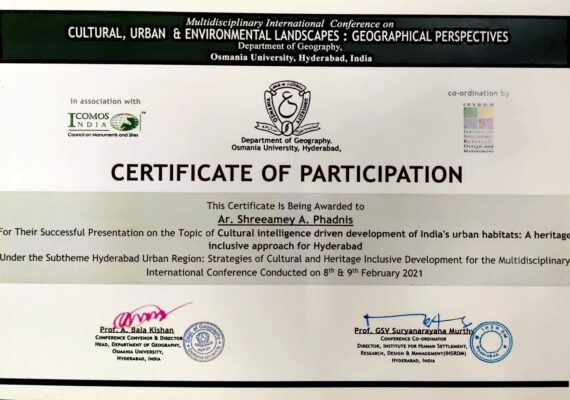 Multidisciplinary International Conference on
CULTURAL, URBAN & ENVIRONMENTAL LANDSCAPES : GEOGRAPHICAL PERSPECTIVES
Department of Geography,
Osmania University, Hyderabad, India
In association with
ICOMOS
INDIA
Council on Monuments and Sites
co-ordination by
Department of Geography.
Osmania University, Hyderabad,
CERTIFICATE OF PARTICIPATION
This Certificate Is Being Awarded to
Ar. Shreeamey A. Phadnis
For Their Successful Presentation on the Topic of Cultural intelligence driven development of India's urban habitats: A heritage
inclusive approach for Hyderabad
Under the Subtheme Hyderabad Urban Region: Strategies of Cultural and Heritage Inclusive Development for the Multidisciplinary
International Conference Conducted on 8th & 9th February 2021
Prof. A. Bala Kishan
CONFERENCE CONVENOR & DIRECTOR
HEAD, DEPARTMENT OF GEOGRAPHY,
OSMANIA UNIVERSITY,
HYDERABAD, INDIA
Prof. GSV Suryanarayana Murthy
CONFERENCE CO-ORDINATOR
DIRECTOR, INSTITUTE FOR HUMAN SETTLEMENT,
RESEARCH, DESIGN & MANAGEMENT(IHSRDM)
HYDERABAD, INDIA